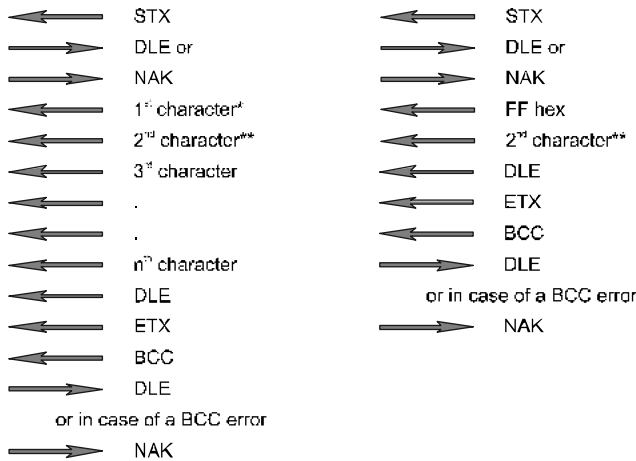 STX
DLE or
NAK
1st character*
2nd character**
3rd character
.
.
nth character
DLE
ETX
BCC
DLE
or in case of a BCC error
NAK
STX
DLE or
NAK
FF hex
2nd character**
DLE
ETX
BCC
DLE
or in case of a BCC error
NAK